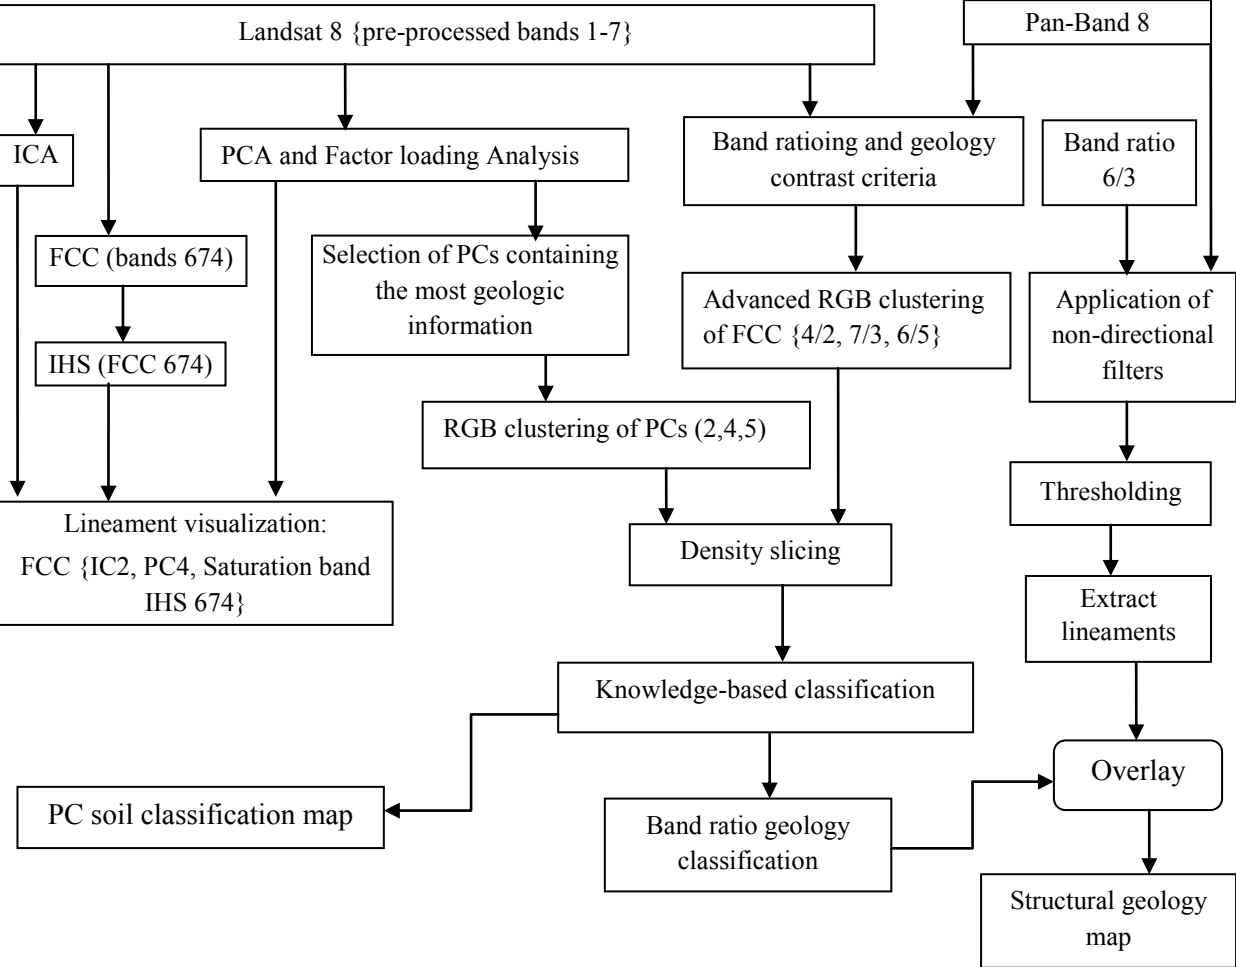 Landsat 8 {pre-processed bands 1-7}
Pan-Band 8
ICA
PCA and Factor loading Analysis
Band ratioing and geology
contrast criteria
Band ratio
6/3
FCC (bands 674)
Selection of PCs containing
the most geologic
information
Advanced RGB clustering
of FCC {4/2, 7/3, 6/5}
Application of
non-directional
filters
IHS (FCC 674)
RGB clustering of PCs (2,4,5)
Thresholding
Lineament visualization:
FCC {IC2, PC4, Saturation band
IHS 674}
Density slicing
Extract
lineaments
Knowledge-based classification
Overlay
PC soil classification map
Band ratio geology
classification
Structural geology
map